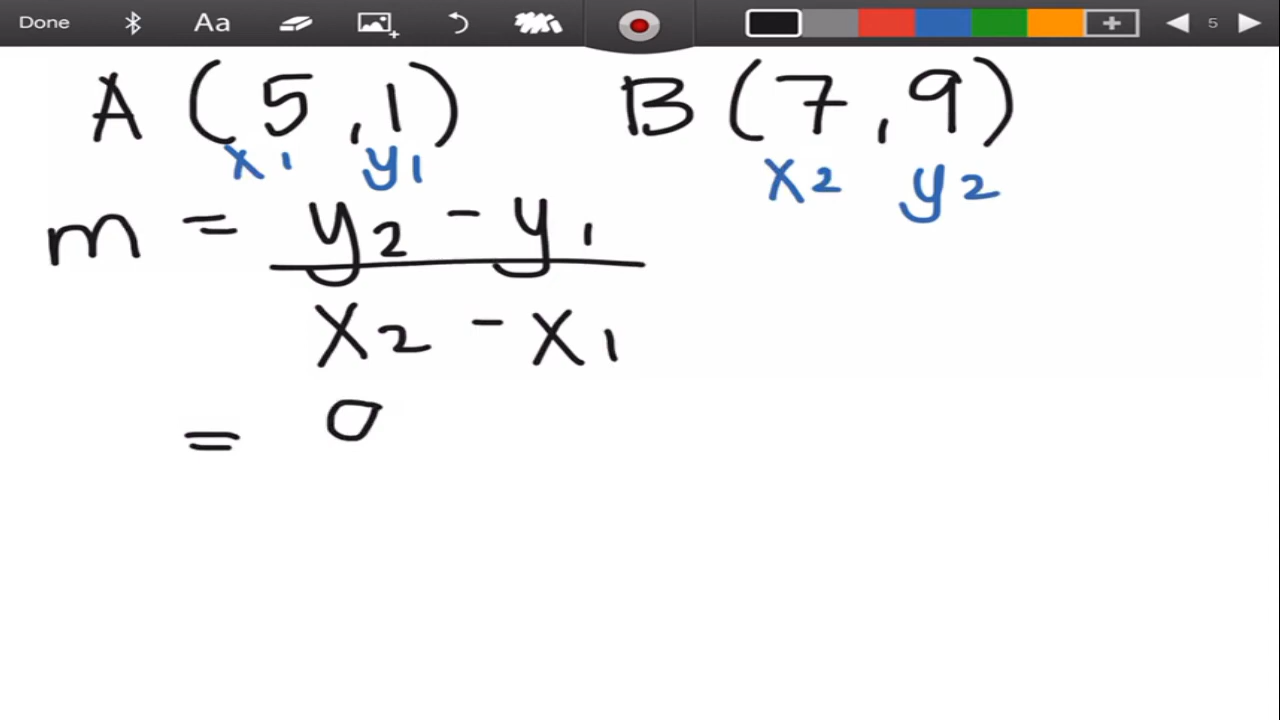 Done Aa 5
A (5,1) B (7,9)
x1 y1 x2 y2
m = y2 - y1
x2 - x1
= 0